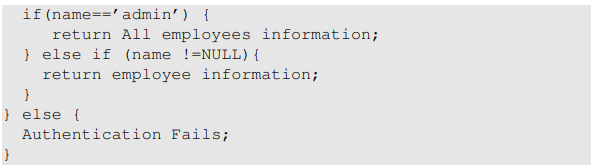 if(name=='admin') {
return All employees information;
} else if (name !=NULL){
return employee information;
}
} else {
Authentication Fails;
}